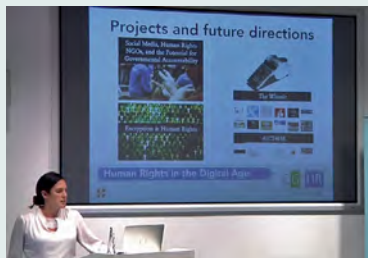 Projects and future directions
Social Media, Human Rights
NGOs, and the Potential for
Governmental Accountability
The Whistle
Encryption & Human Rights
Human Rights in the Digital Age